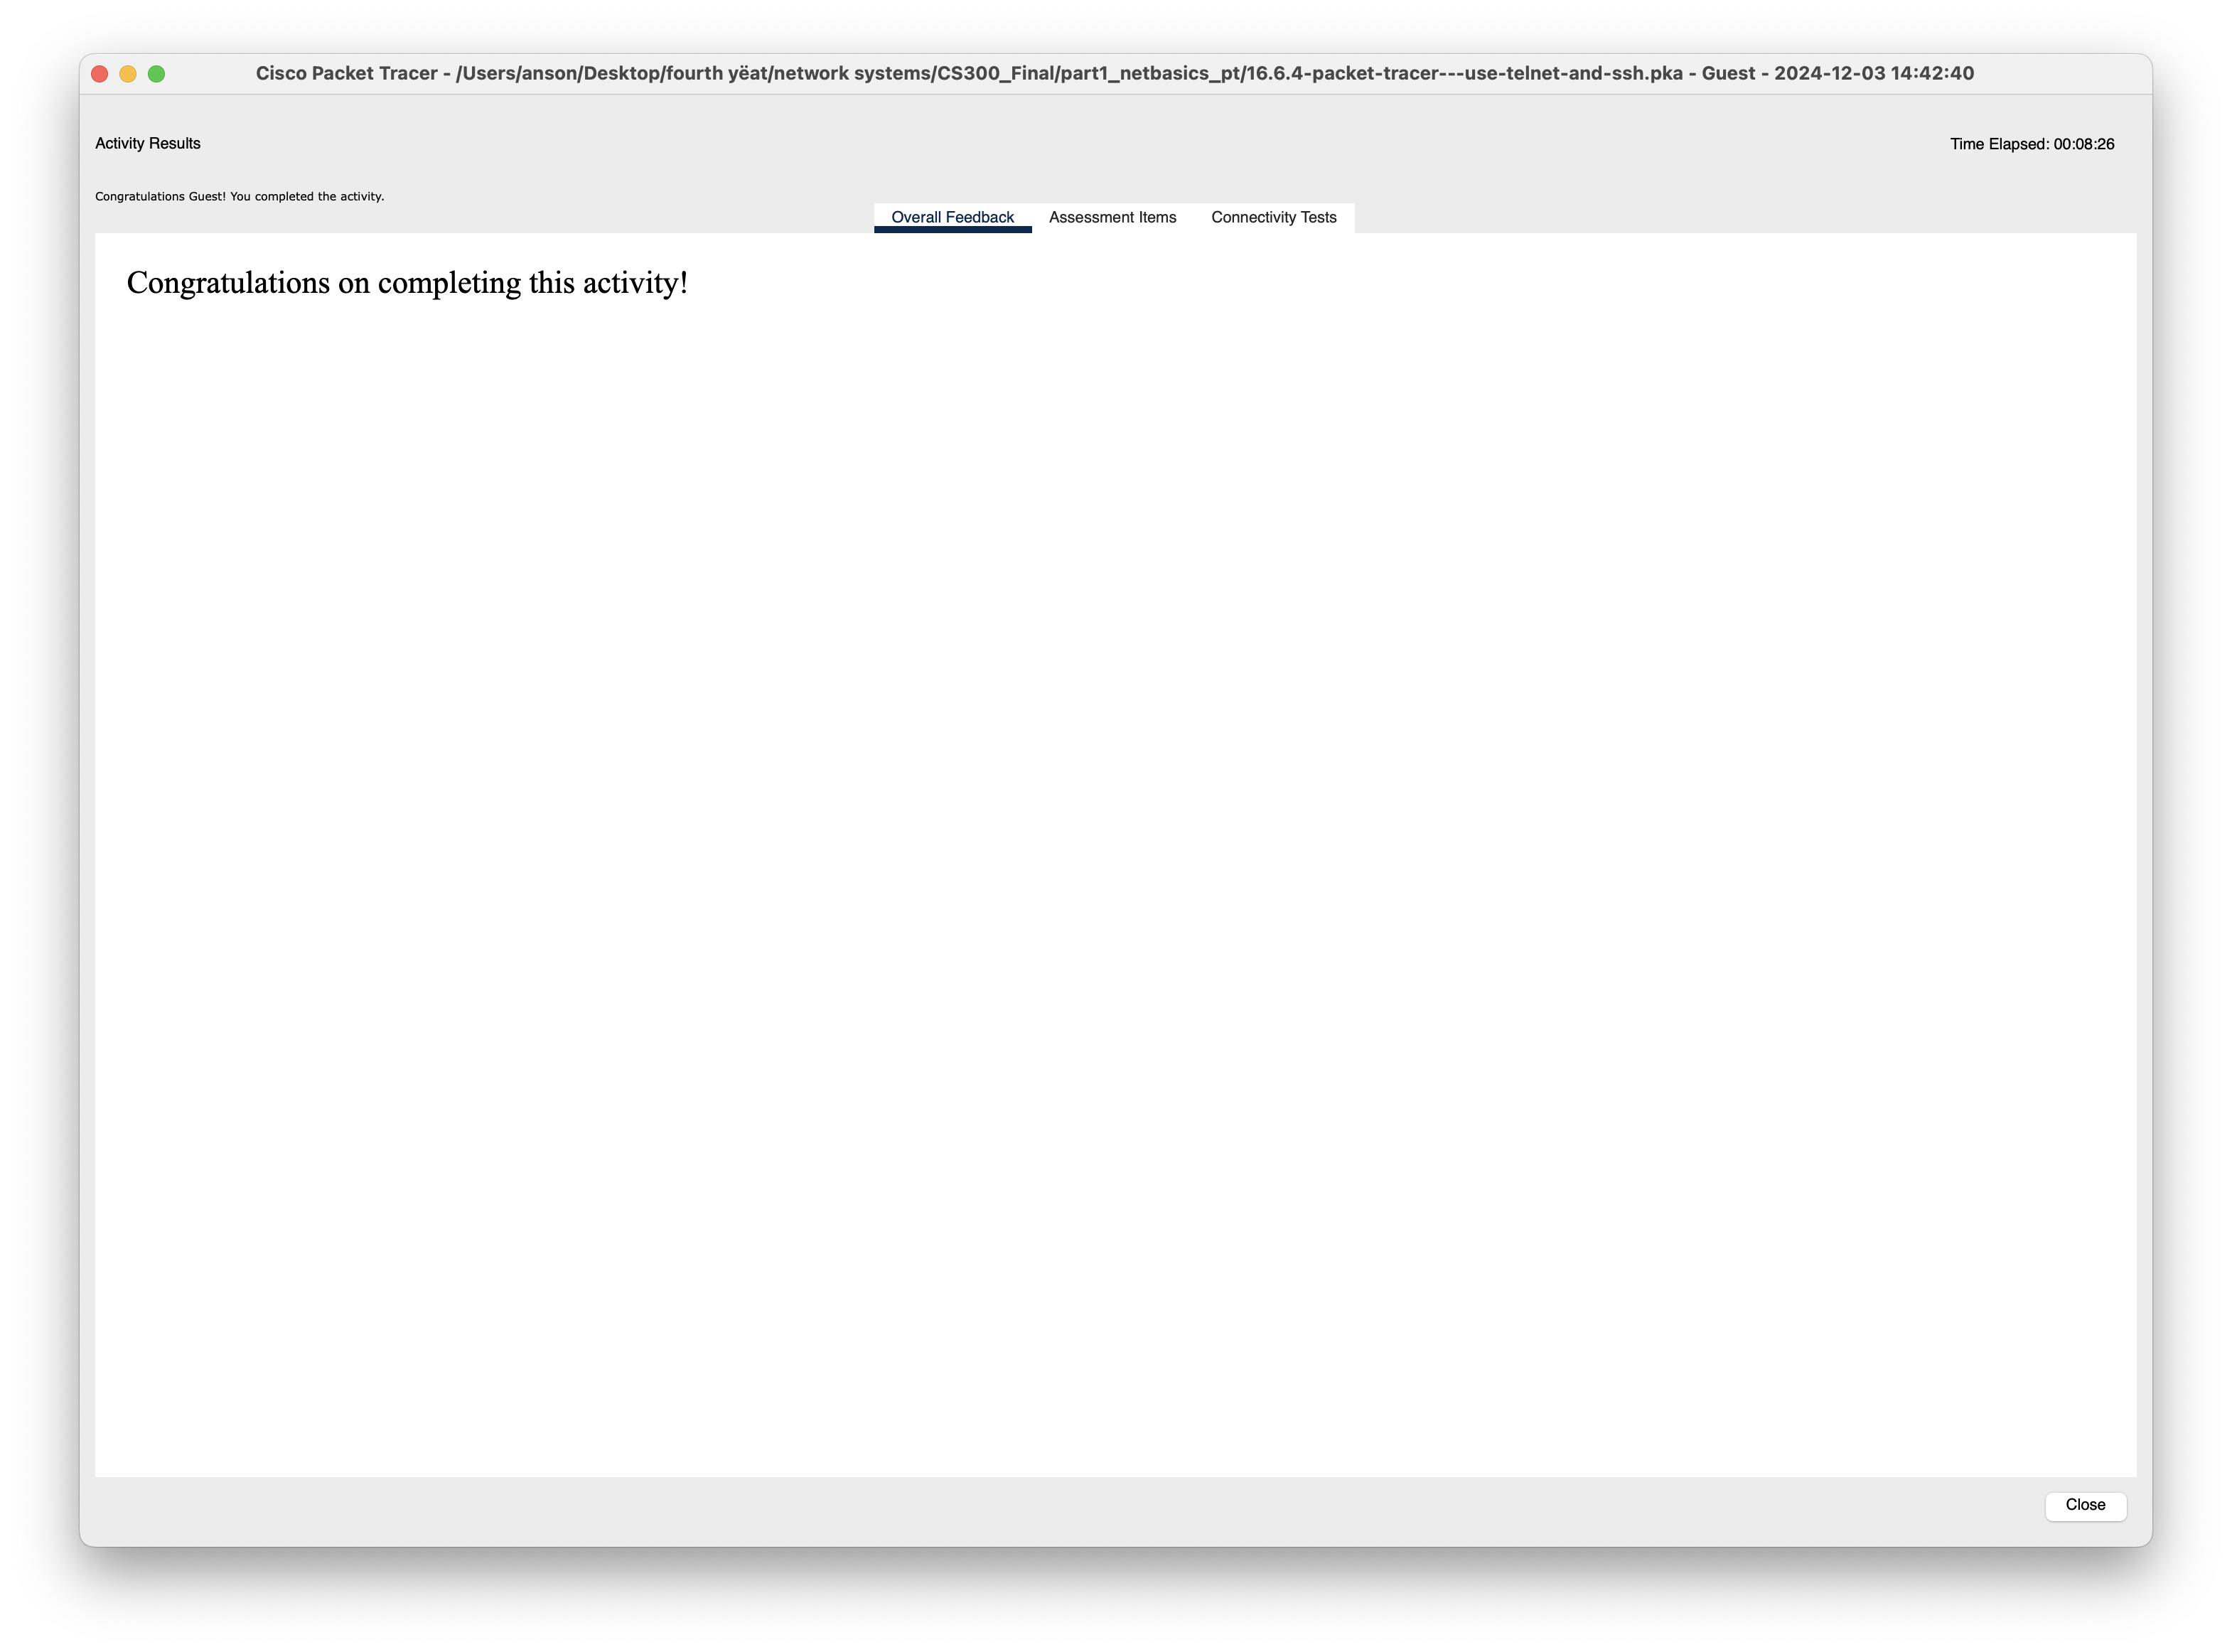 Cisco Packet Tracer - /Users/anson/Desktop/fourth yëat/network systems/CS300_Final/part1_netbasics_pt/16.6.4-packet-tracer---use-telnet-and-ssh.pka - Guest - 2024-12-03 14:42:40
Activity Results
Time Elapsed: 00:08:26
Congratulations Guest! You completed the activity.
Overall Feedback Assessment Items Connectivity Tests
Congratulations on completing this activity!
Close